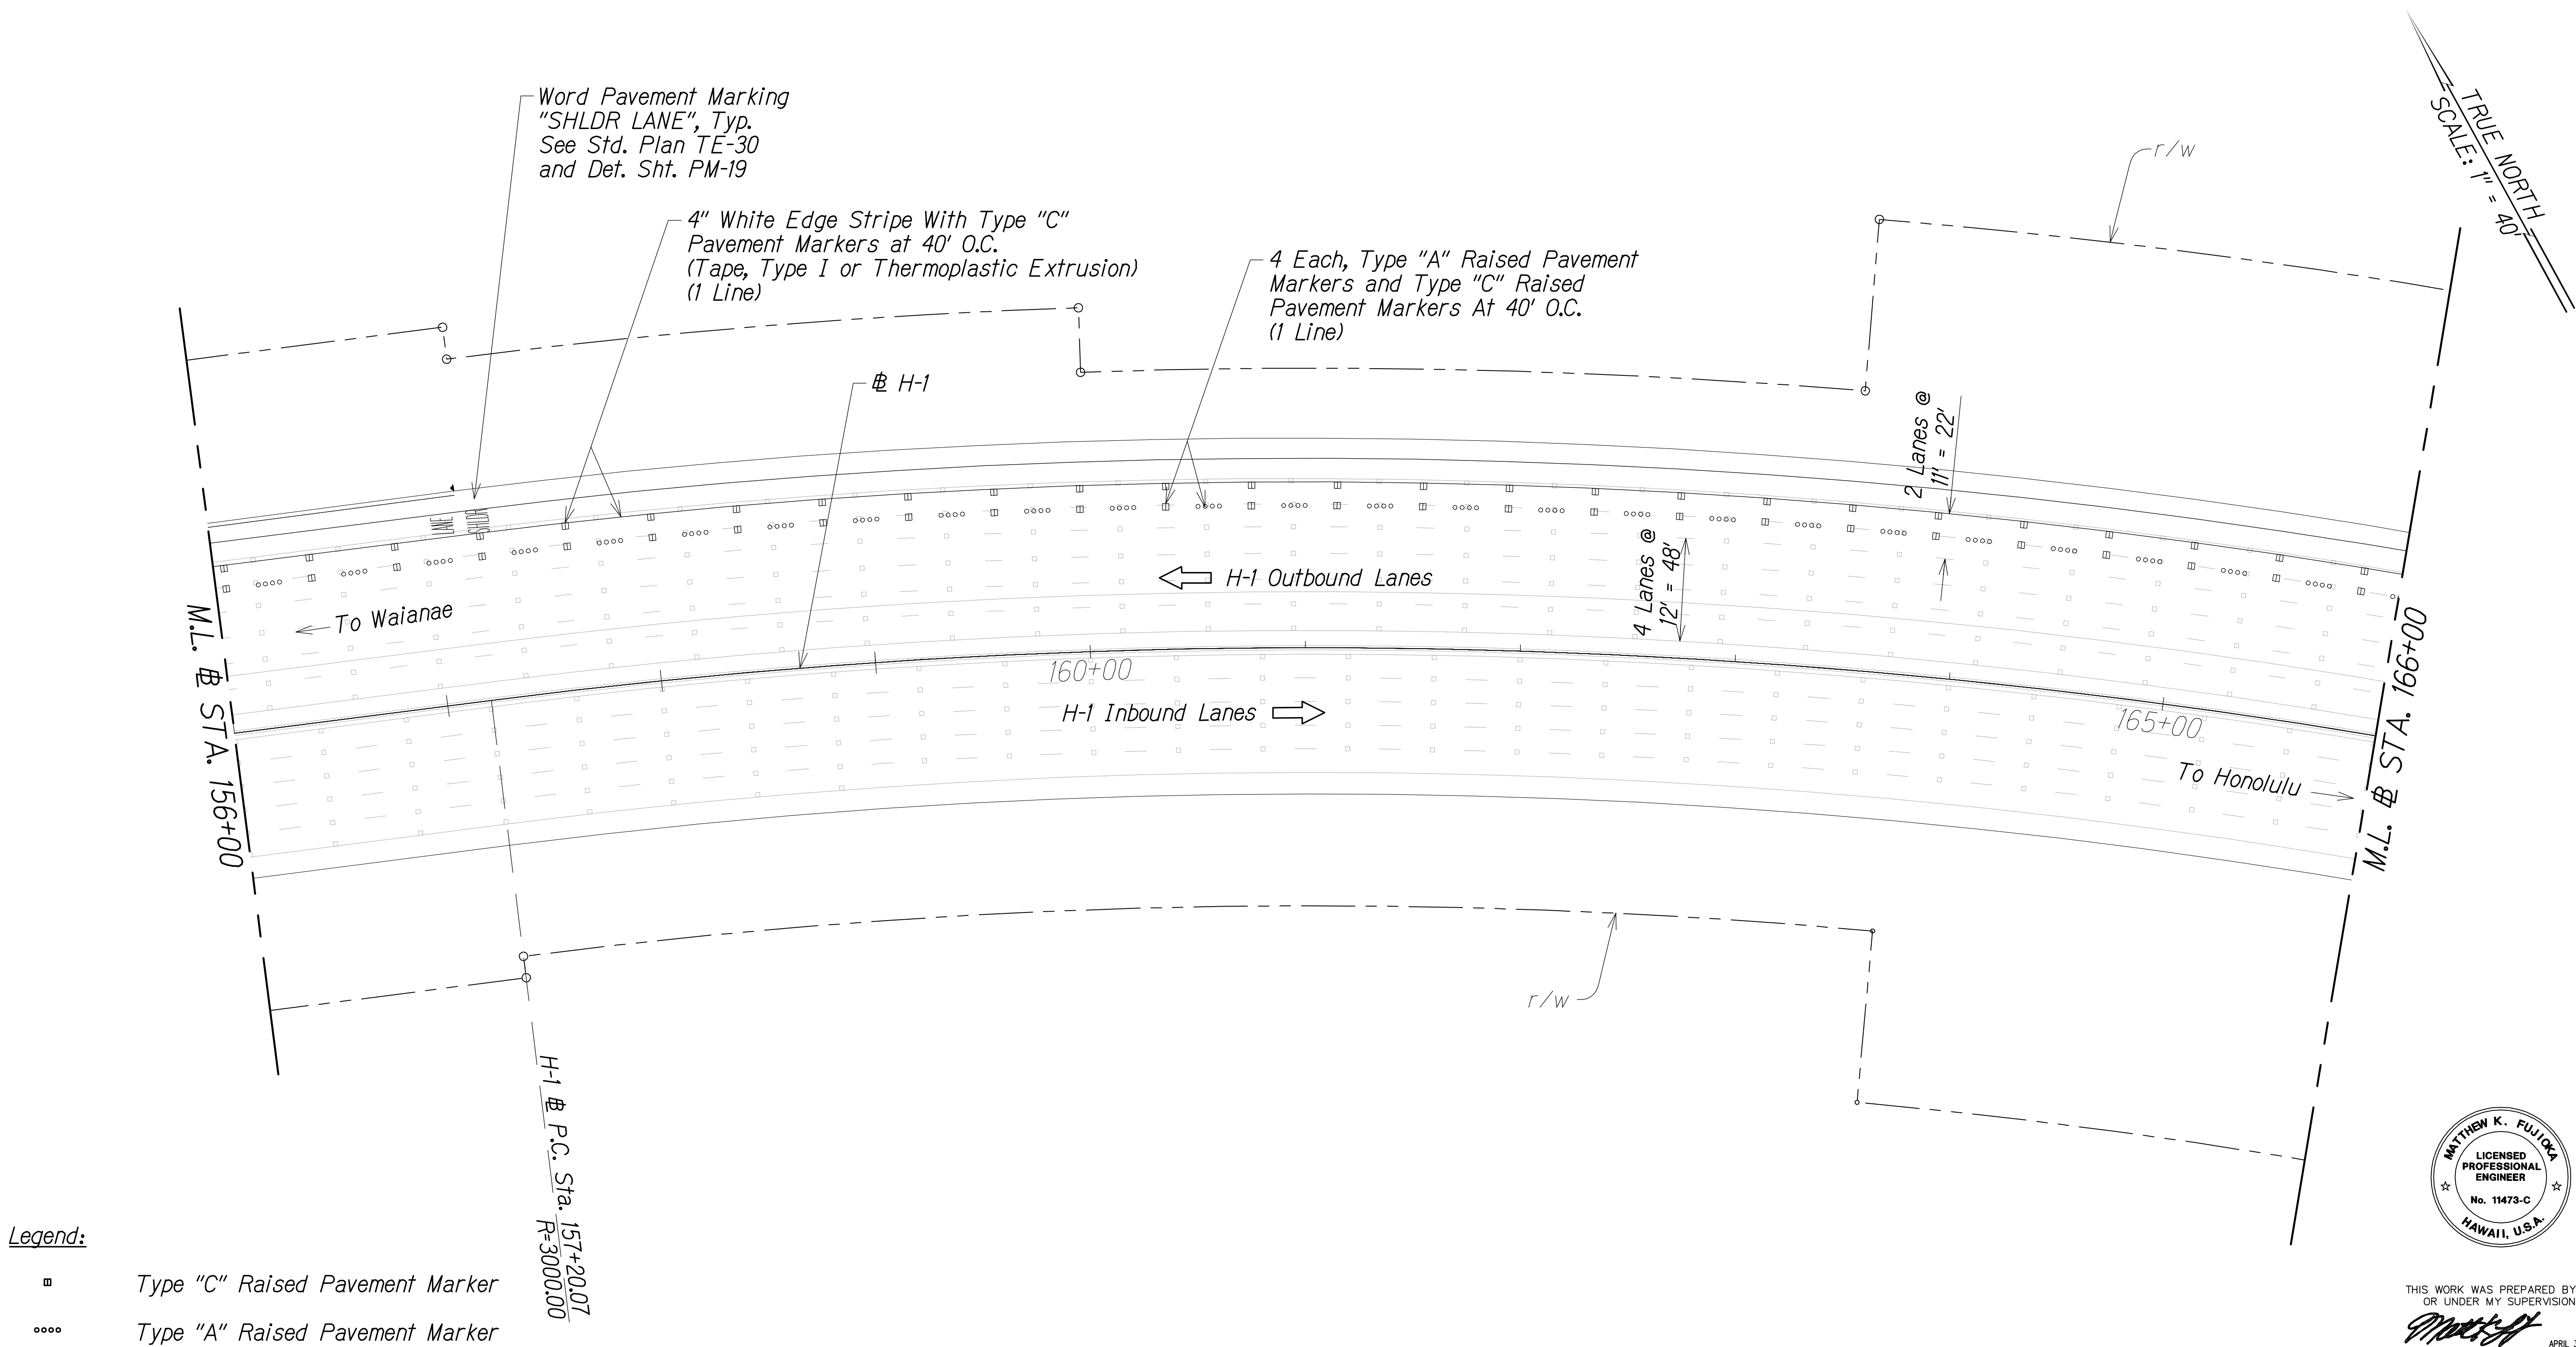 Word Pavement Marking
"SHLDR LANE", Typ.
See Std. Plan TE-30
and Det. Sht. PM-19
4" White Edge Stripe With Type "C"
Pavement Markers at 40' O.C.
(Tape, Type I or Thermoplastic Extrusion)
(1 Line)
4 Each, Type "A" Raised Pavement
Markers and Type "C" Raised
Pavement Markers At 40' O.C.
(1 Line)
℄ H-1
r/w
TRUE NORTH
SCALE: 1" = 40'
2 Lanes @
11' = 22'
4 Lanes @
12' = 48'
SHLDR
LANE
H-1 Outbound Lanes
To Waianae
160+00
H-1 Inbound Lanes
165+00
To Honolulu
M.L. ℄ STA. 156+00
M.L. ℄ STA. 166+00
r/w
H-1 ℄ P.C. Sta. 157+20.07
R=3000.00
Legend:
Type "C" Raised Pavement Marker
Type "A" Raised Pavement Marker
MATTHEW K. FUJIOKA
LICENSED
PROFESSIONAL
ENGINEER
No. 11473-C
HAWAII, U.S.A.
THIS WORK WAS PREPARED BY
OR UNDER MY SUPERVISION
APRIL